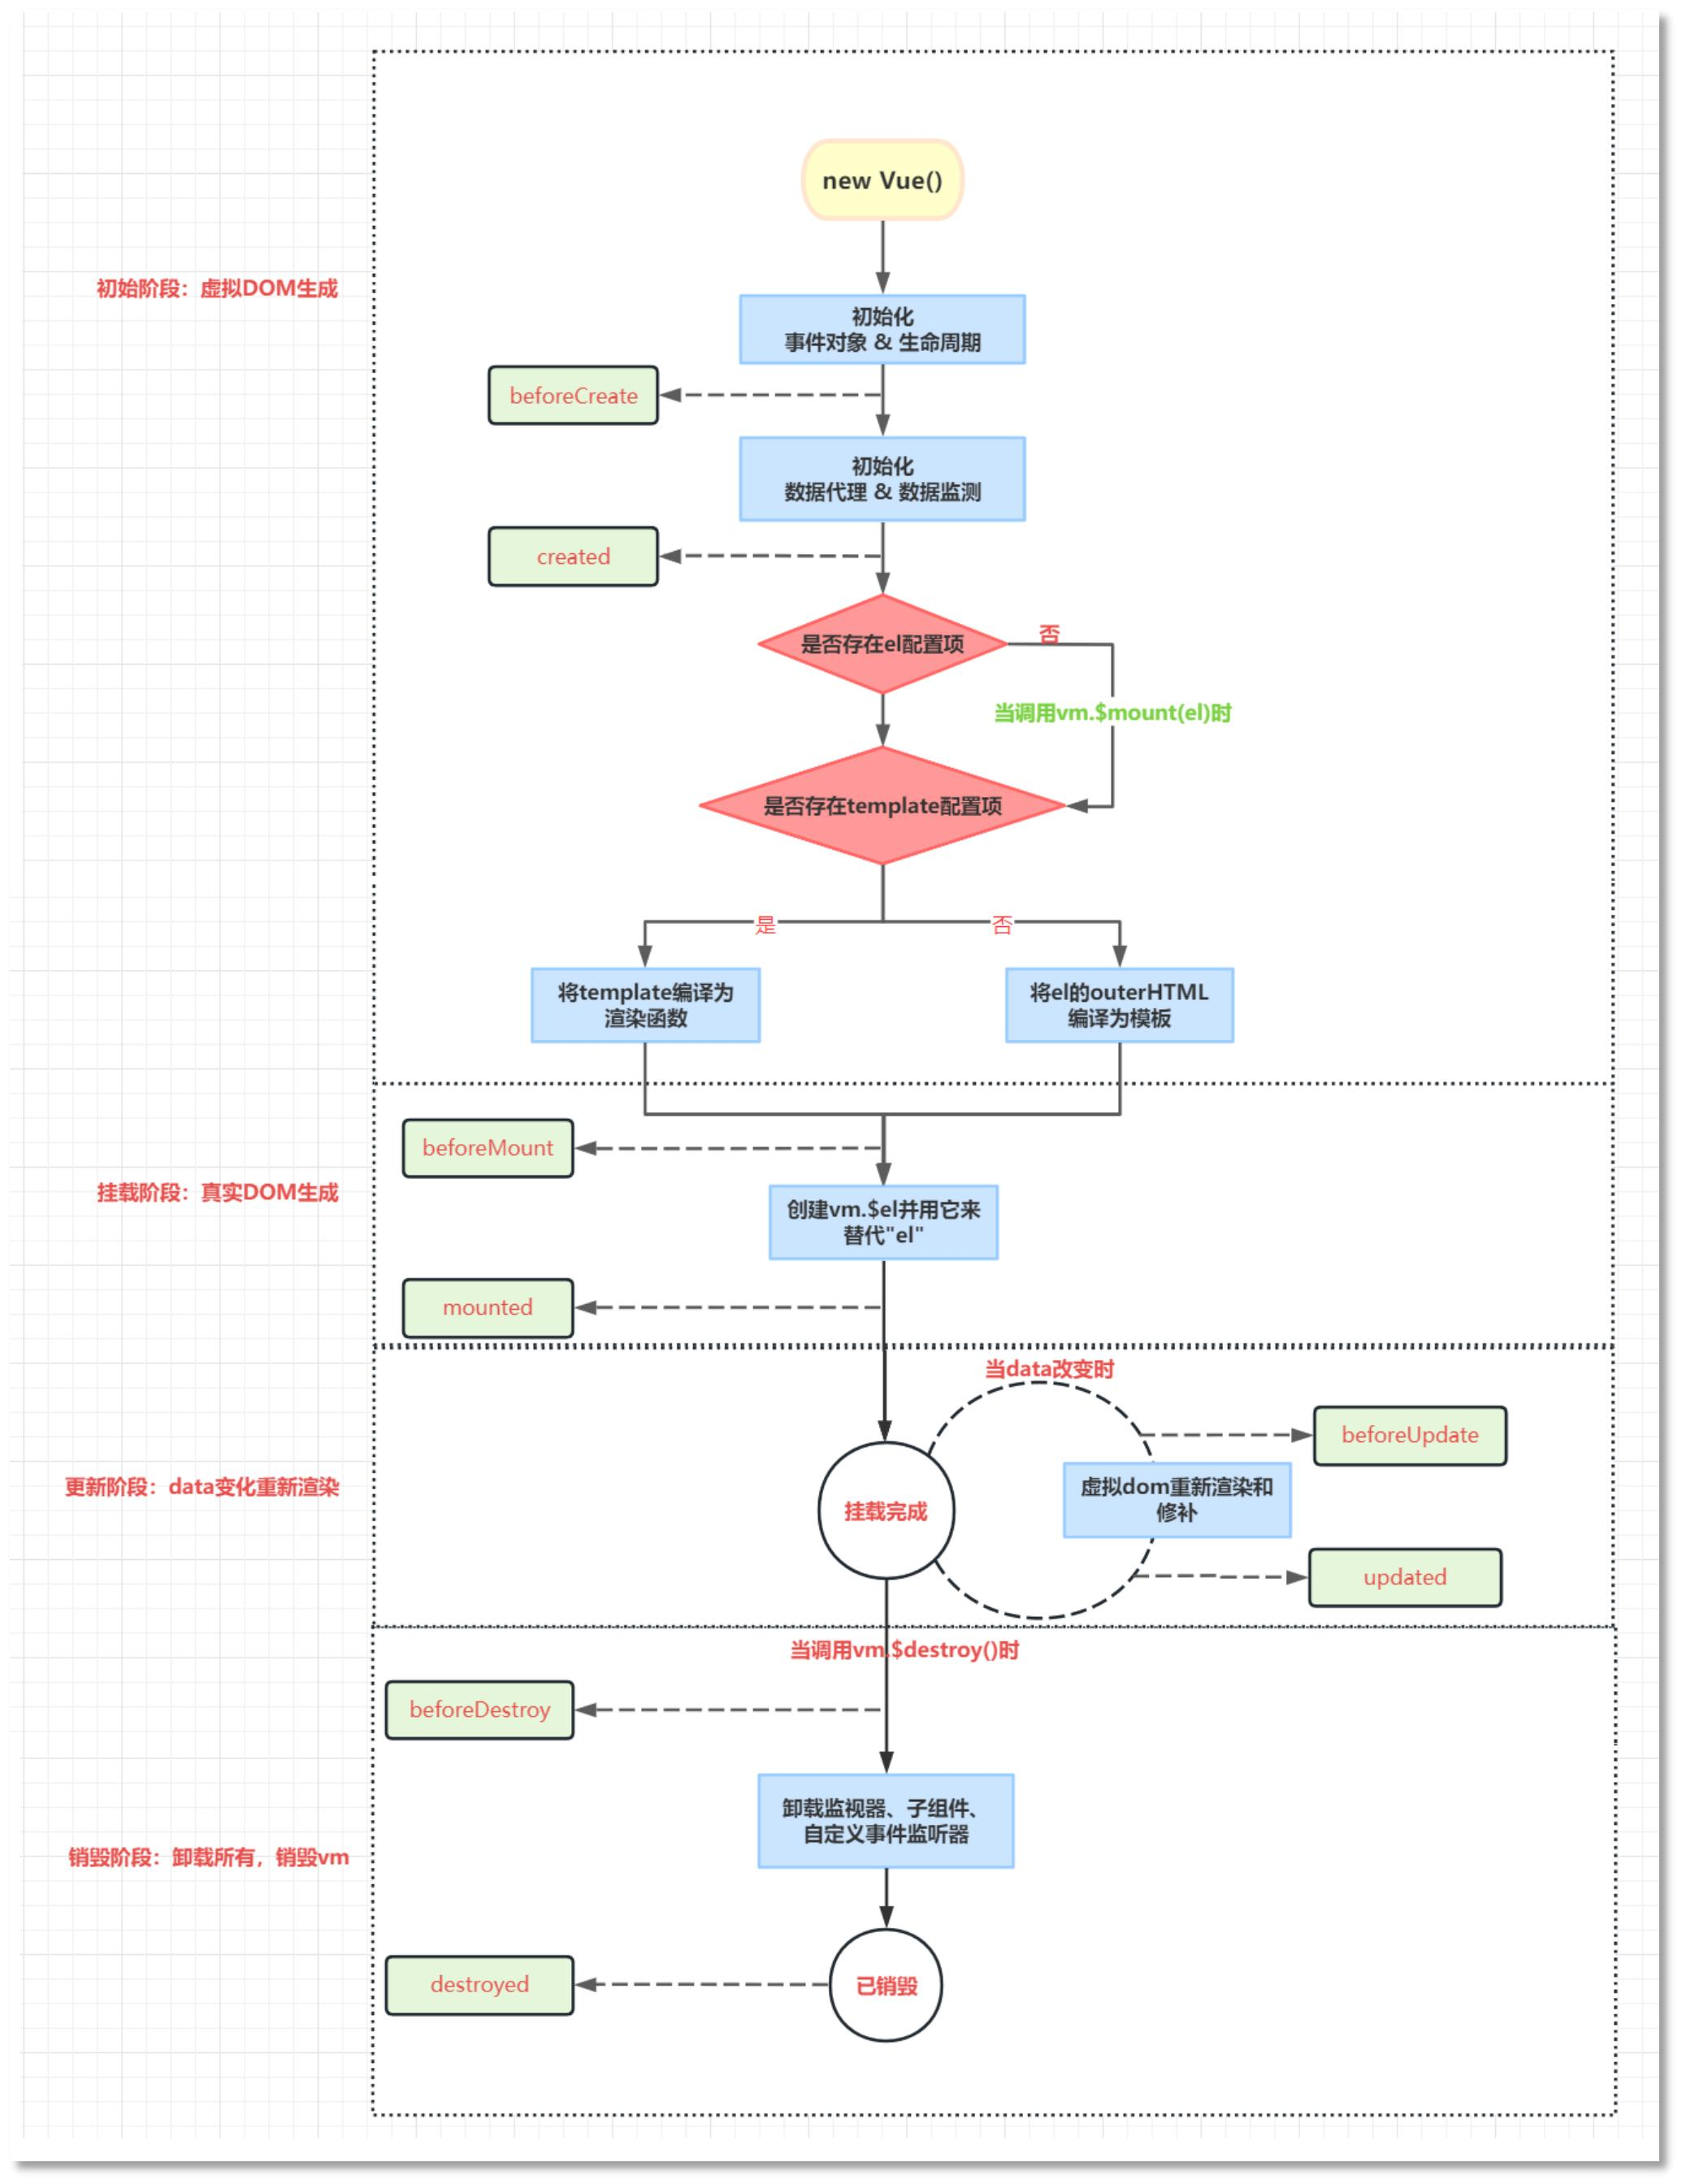 new Vue()
初始阶段：虚拟DOM生成
初始化
事件对象 & 生命周期
beforeCreate
初始化
数据代理 & 数据监测
created
是否存在el配置项
否
当调用vm.$mount(el)时
是否存在template配置项
是
否
将template编译为
渲染函数
将el的outerHTML
编译为模板
beforeMount
挂载阶段：真实DOM生成
创建vm.$el并用它来
替代"el"
mounted
当data改变时
beforeUpdate
更新阶段：data变化重新渲染
虚拟dom重新渲染和
修补
挂载完成
updated
当调用vm.$destroy()时
beforeDestroy
卸载监视器、子组件、
自定义事件监听器
销毁阶段：卸载所有，销毁vm
destroyed
已销毁